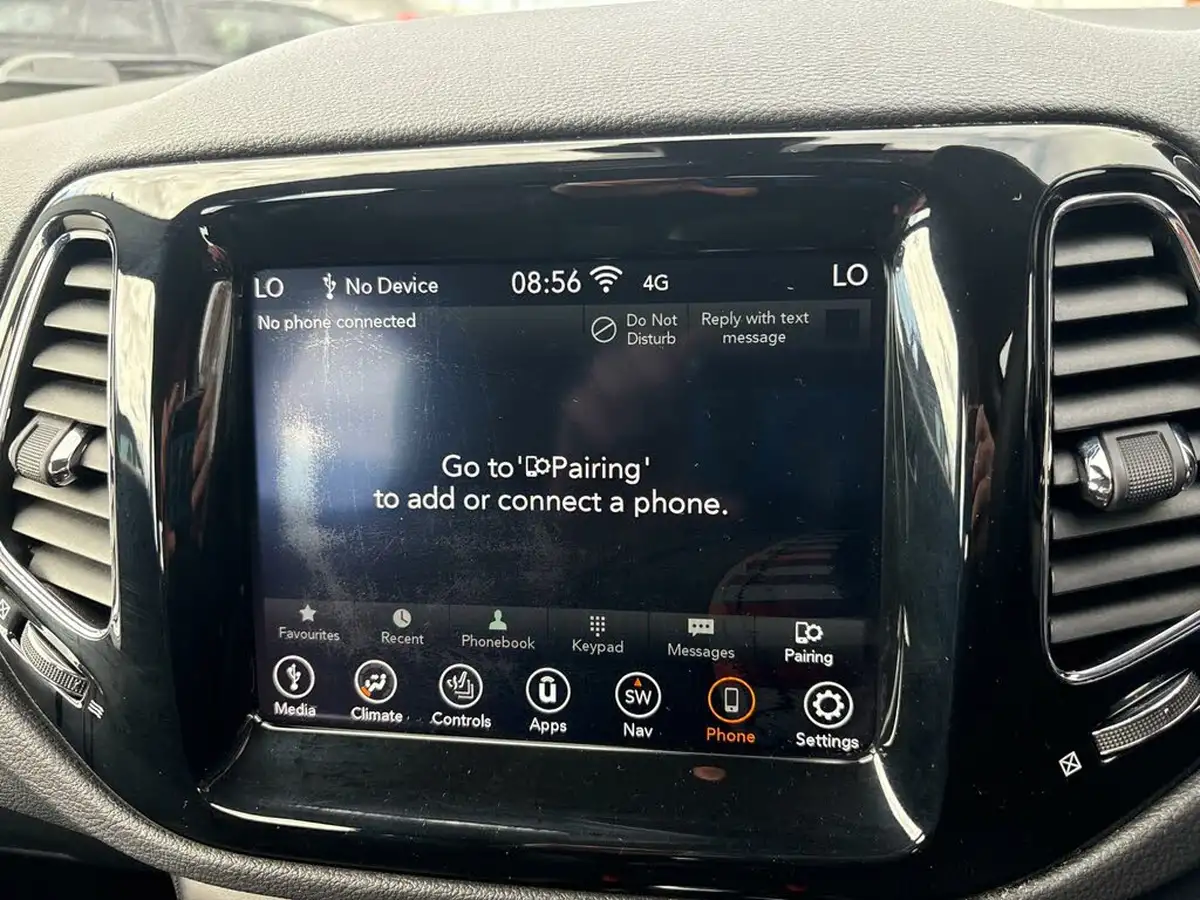 LO No Device 08:56 4G LO
No phone connected
Do Not
Disturb
Reply with text
message
Go to 'Pairing'
to add or connect a phone.
Favourites Recent Phonebook Keypad Messages Pairing
SW
Media Climate Controls Apps Nav Phone Settings